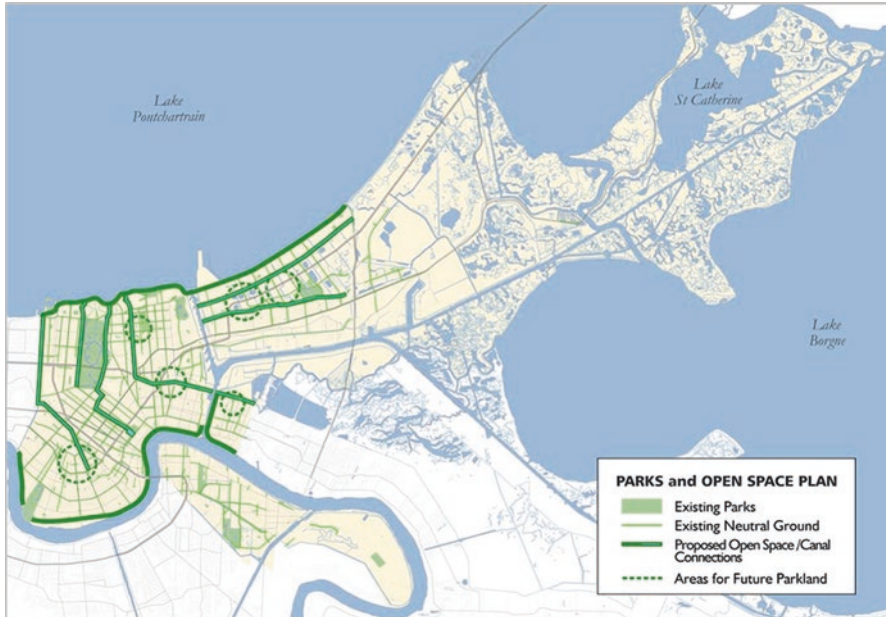 Lake
Pontchartrain
Lake
St Catherine
Lake
Borgne
PARKS and OPEN SPACE PLAN
Existing Parks
Existing Neutral Ground
Proposed Open Space /Canal
Connections
Areas for Future Parkland